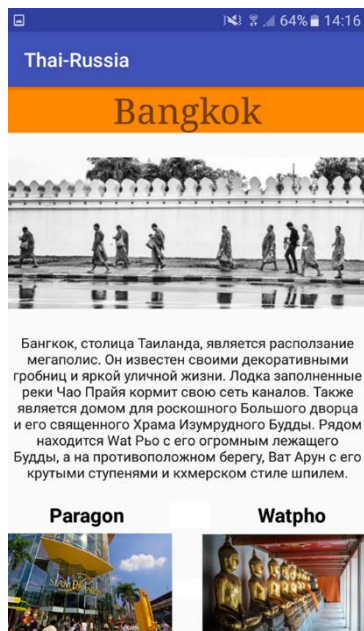 64% 14:16
Thai-Russia
Bangkok
Бангкок, столица Таиланда, является расползание
мегаполис. Он известен своими декоративными
гробниц и яркой уличной жизни. Лодка заполненные
реки Чао Прайя кормит свою сеть каналов. Также
является домом для роскошного Большого дворца
и его священного Храма Изумрудного Будды. Рядом
находится Wat Pьо с его огромным лежащего
Будды, а на противоположном берегу, Ват Арун с его
крутыми ступенями и кхмерском стиле шпилем.
Paragon Watpho